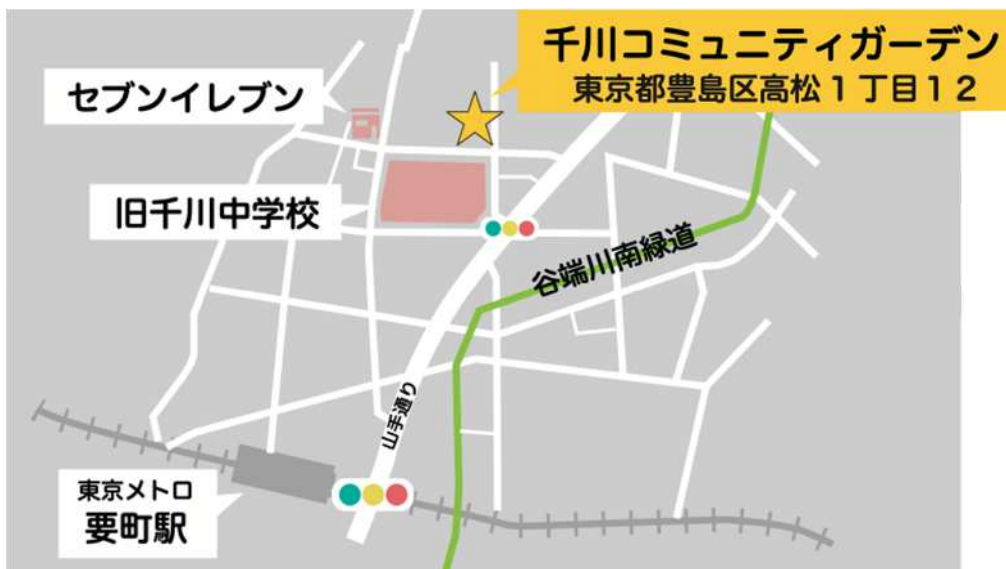 千川コミュニティガーデン
東京都豊島区高松１丁目１２
セブンイレブン
旧千川中学校
谷端川南緑道
山手通り
東京メトロ
要町駅